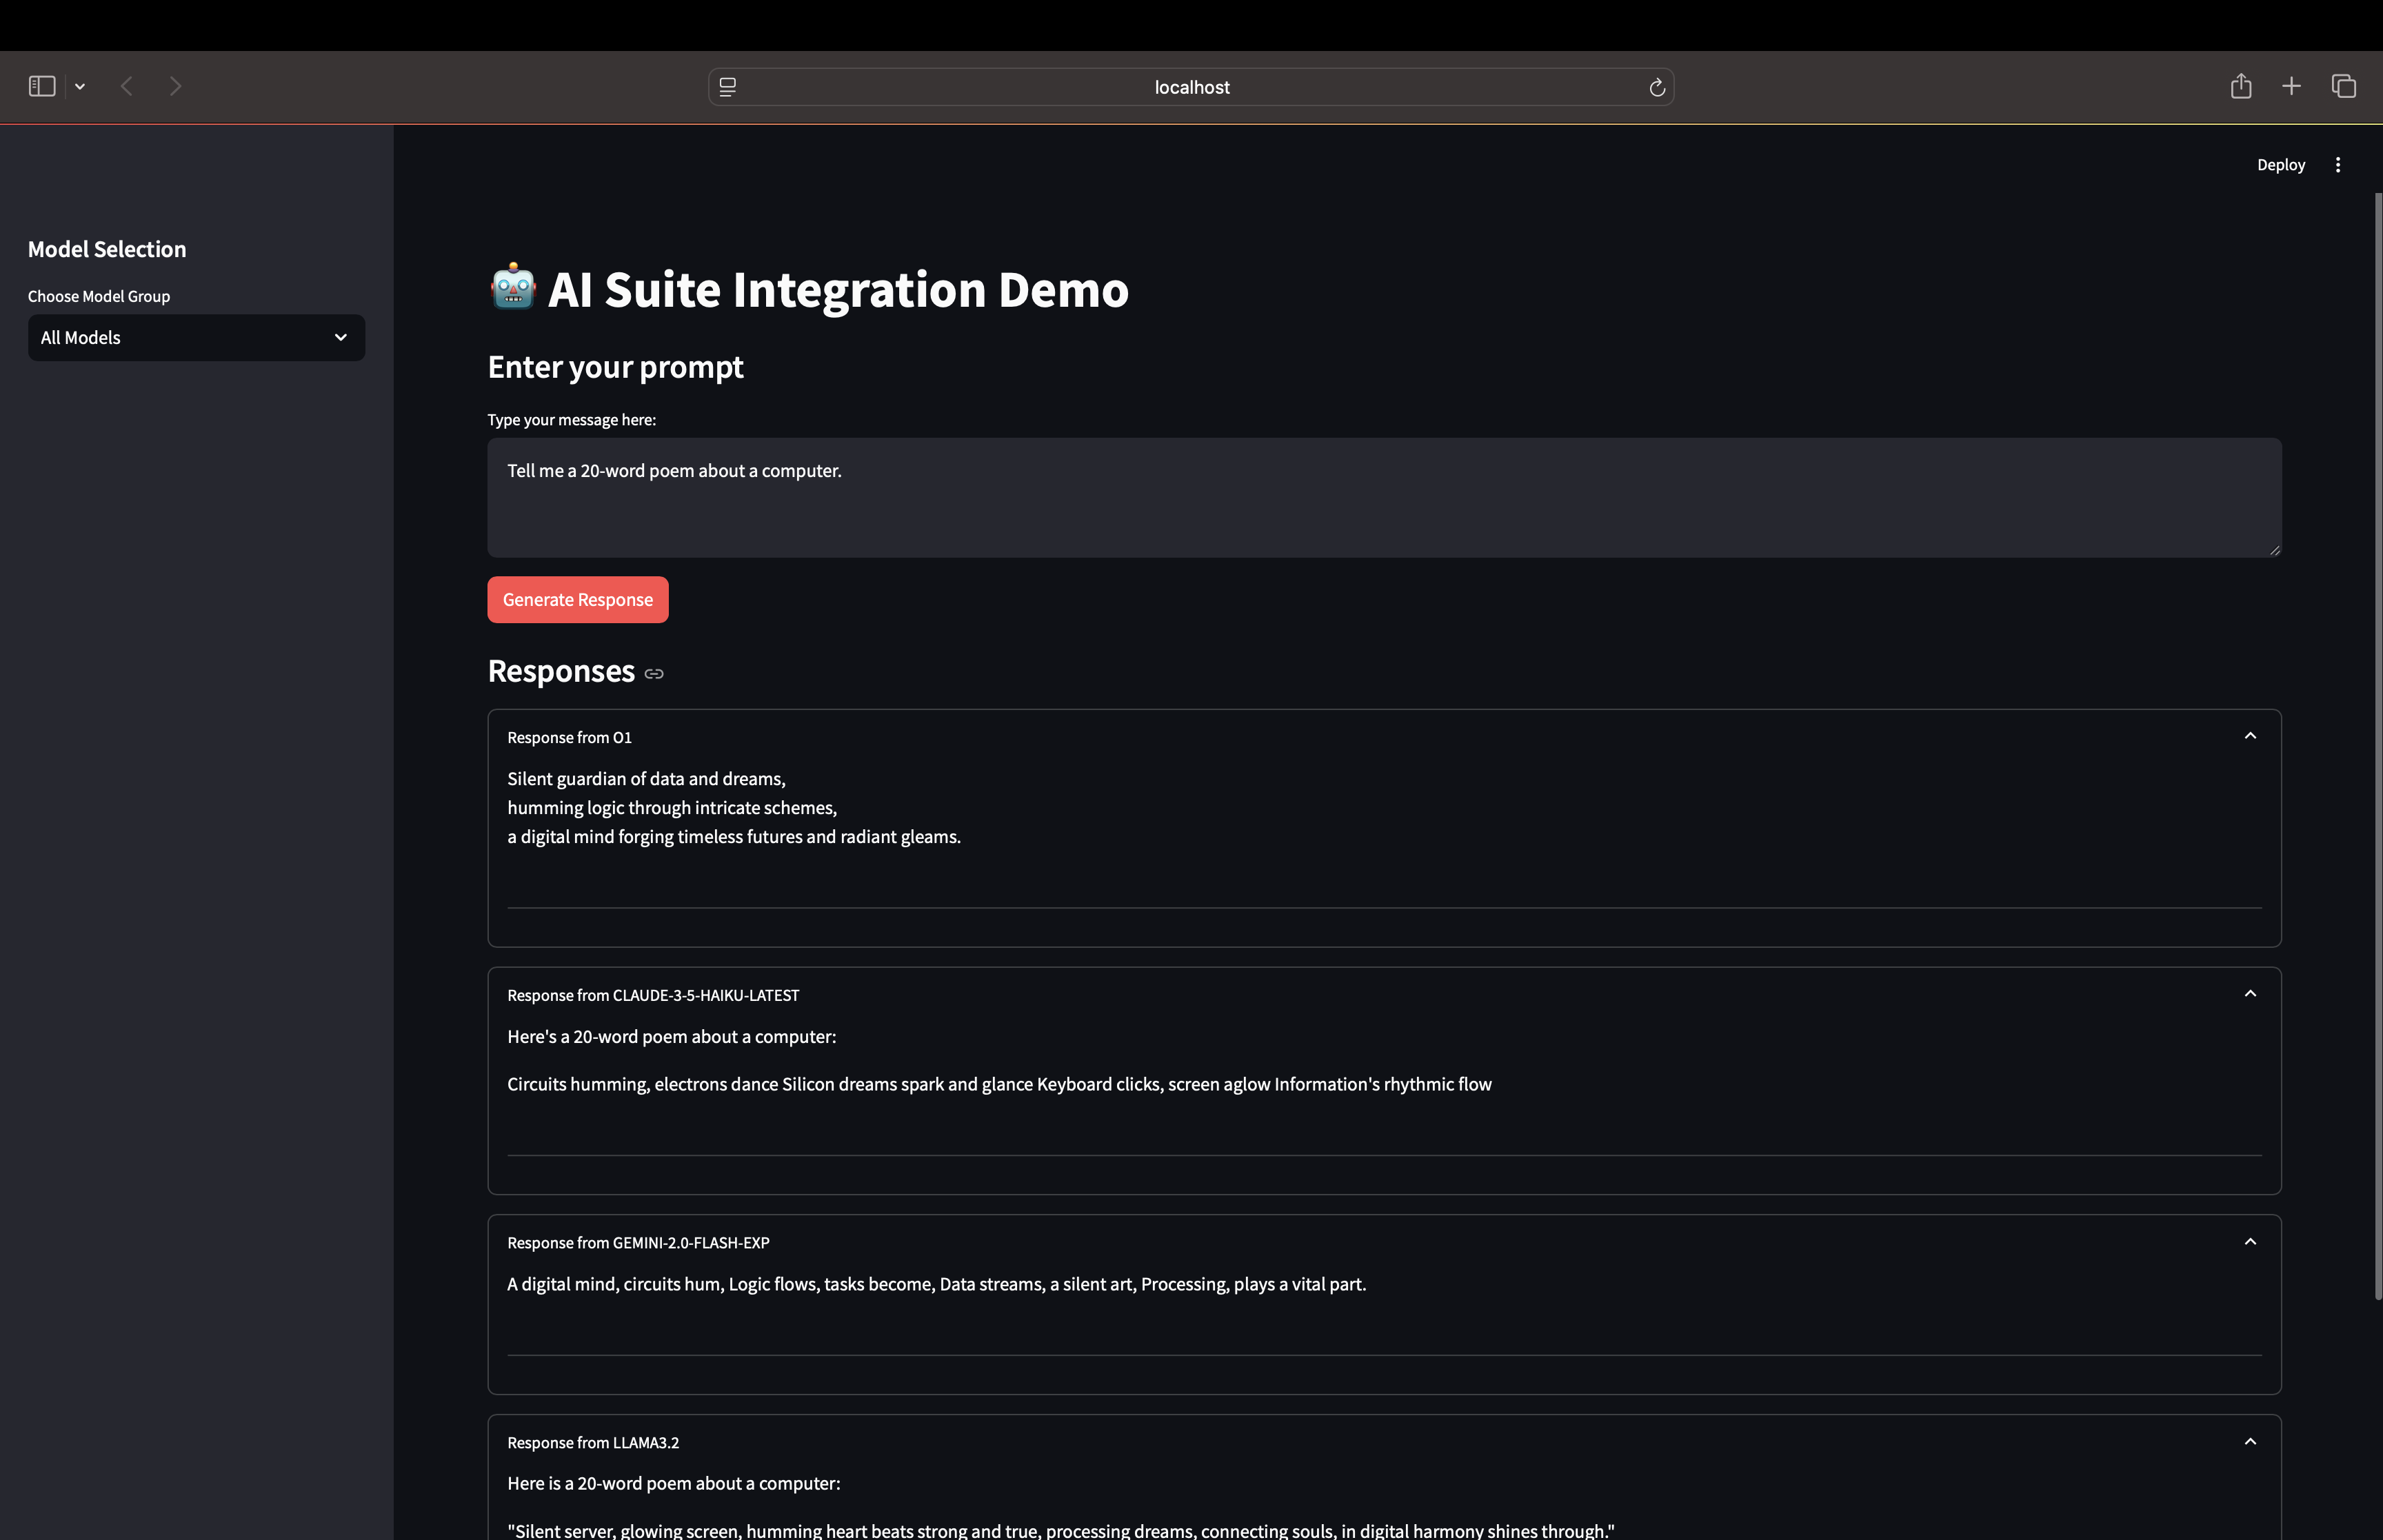 localhost
Deploy
Model Selection
Choose Model Group
All Models
🤖 AI Suite Integration Demo
Enter your prompt
Type your message here:
Tell me a 20-word poem about a computer.
Generate Response
Responses
Response from O1
Silent guardian of data and dreams,
humming logic through intricate schemes,
a digital mind forging timeless futures and radiant gleams.
Response from CLAUDE-3-5-HAIKU-LATEST
Here's a 20-word poem about a computer:
Circuits humming, electrons dance Silicon dreams spark and glance Keyboard clicks, screen aglow Information's rhythmic flow
Response from GEMINI-2.0-FLASH-EXP
A digital mind, circuits hum, Logic flows, tasks become, Data streams, a silent art, Processing, plays a vital part.
Response from LLAMA3.2
Here is a 20-word poem about a computer:
"Silent server, glowing screen, humming heart beats strong and true, processing dreams, connecting souls, in digital harmony shines through."